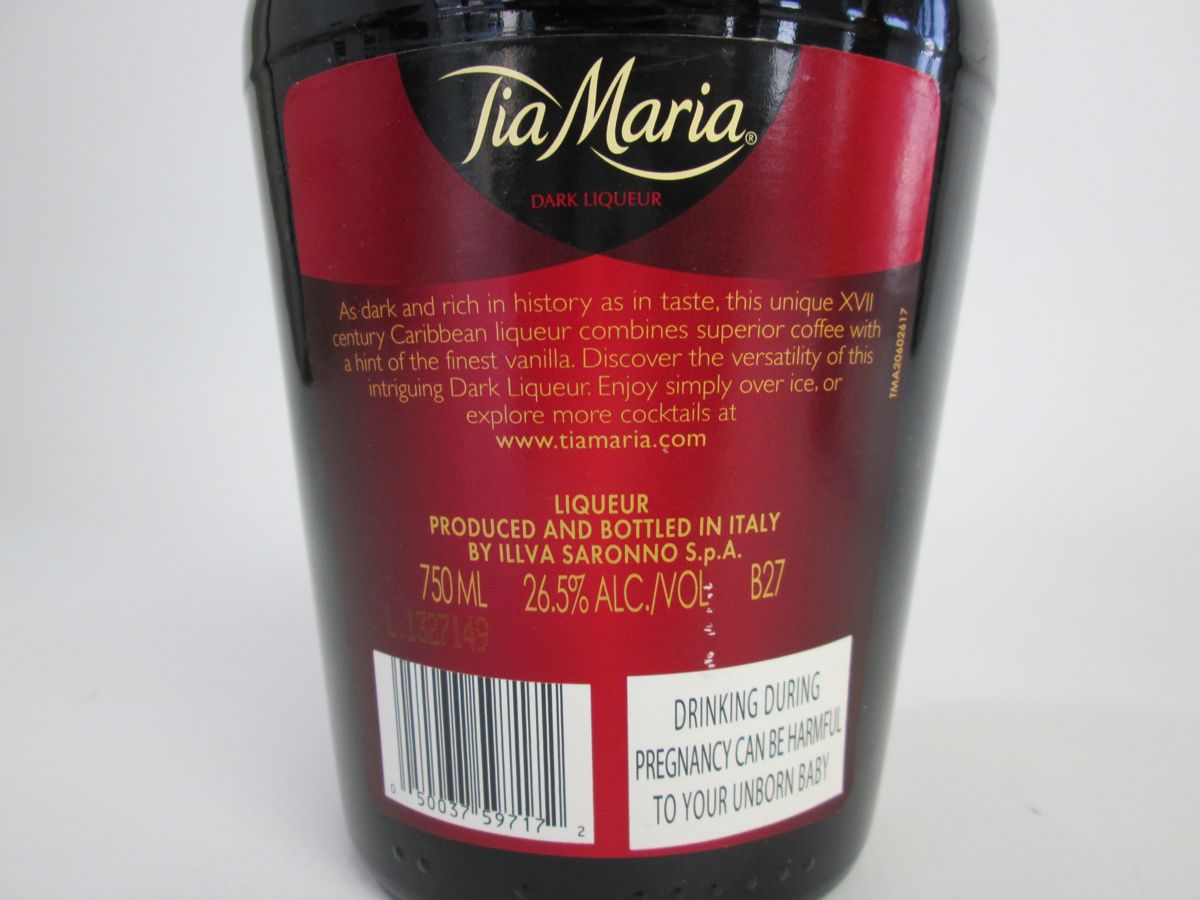 Tia Maria®
DARK LIQUEUR
As dark and rich in history as in taste, this unique XVII
century Caribbean liqueur combines superior coffee with
a hint of the finest vanilla. Discover the versatility of this
intriguing Dark Liqueur. Enjoy simply over ice, or
explore more cocktails at
www.tiamaria.com
TMA20602617
LIQUEUR
PRODUCED AND BOTTLED IN ITALY
BY ILLVA SARONNO S.p.A.
750 ML 26.5% ALC./VOL. B27
L.1327149
0 50037 59717 2
DRINKING DURING
PREGNANCY CAN BE HARMFUL
TO YOUR UNBORN BABY